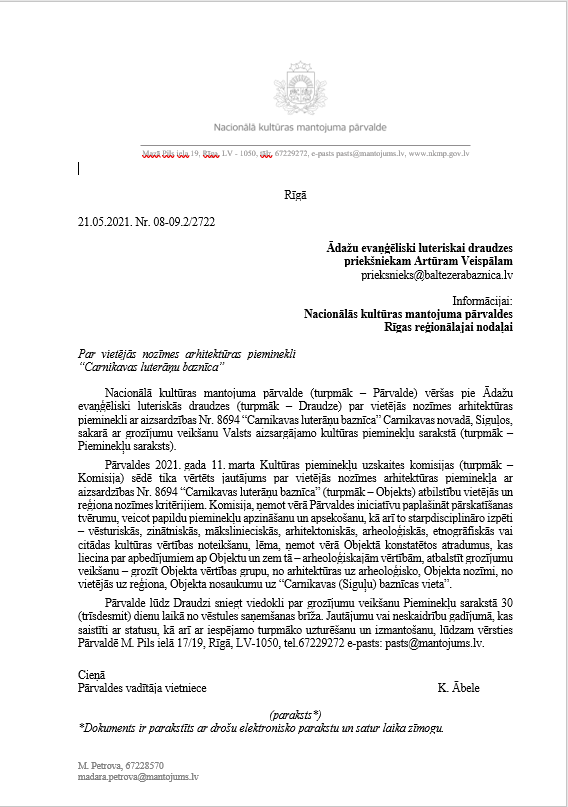 Nacionālā kultūras mantojuma pārvalde
Mazā Pils iela 19, Rīga, LV - 1050, tālr. 67229272, e-pasts pasts@mantojums.lv, www.nkmp.gov.lv
Rīgā
21.05.2021. Nr. 08-09.2/2722
Ādažu evaņģēliski luteriskai draudzes
priekšniekam Artūram Veispālam
prieksnieks@baltezerabaznica.lv
Informācijai:
Nacionālās kultūras mantojuma pārvaldes
Rīgas reģionālajai nodaļai
Par vietējās nozīmes arhitektūras pieminekli
“Carnikavas luterāņu baznīca”
Nacionālā kultūras mantojuma pārvalde (turpmāk – Pārvalde) vēršas pie Ādažu
evaņģēliski luteriskās draudzes (turpmāk – Draudze) par vietējās nozīmes arhitektūras
pieminekli ar aizsardzības Nr. 8694 “Carnikavas luterāņu baznīca” Carnikavas novadā, Siguļos,
sakarā ar grozījumu veikšanu Valsts aizsargājamo kultūras pieminekļu sarakstā (turpmāk –
Pieminekļu saraksts).
Pārvaldes 2021. gada 11. marta Kultūras pieminekļu uzskaites komisijas (turpmāk –
Komisija) sēdē tika vērtēts jautājums par vietējās nozīmes arhitektūras pieminekļa ar
aizsardzības Nr. 8694 “Carnikavas luterāņu baznīca” (turpmāk – Objekts) atbilstību vietējās un
reģiona nozīmes kritērijiem. Komisija, ņemot vērā Pārvaldes iniciatīvu paplašināt pārskatīšanas
tvērumu, veicot papildu pieminekļu apzināšanu un apsekošanu, kā arī to starpdisciplināro izpēti
– vēsturiskās, zinātniskās, mākslinieciskās, arhitektoniskās, arheoloģiskās, etnogrāfiskās vai
citādas kultūras vērtības noteikšanu, lēma, ņemot vērā Objektā konstatētos atradumus, kas
liecina par apbedījumiem ap Objektu un zem tā – arheoloģiskajām vērtībām, atbalstīt grozījumu
veikšanu – grozīt Objekta vērtības grupu, no arhitektūras uz arheoloģisko, Objekta nozīmi, no
vietējās uz reģiona, Objekta nosaukumu uz “Carnikavas (Siguļu) baznīcas vieta”.
Pārvalde lūdz Draudzi sniegt viedokli par grozījumu veikšanu Pieminekļu sarakstā 30
(trīsdesmit) dienu laikā no vēstules saņemšanas brīža. Jautājumu vai neskaidrību gadījumā, kas
saistīti ar statusu, kā arī ar iespējamo turpmāko uzturēšanu un izmantošanu, lūdzam vērsties
Pārvaldē M. Pils ielā 17/19, Rīgā, LV-1050, tel.67229272 e-pasts: pasts@mantojums.lv.
Cieņā
Pārvaldes vadītāja vietniece K. Ābele
(paraksts*)
*Dokuments ir parakstīts ar drošu elektronisko parakstu un satur laika zīmogu.
M. Petrova, 67228570
madara.petrova@mantojums.lv